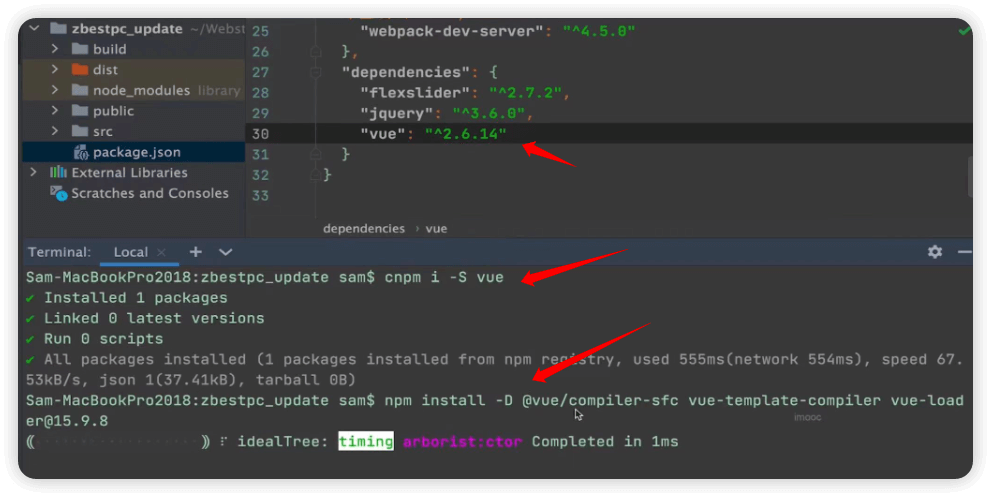 zbestpc_update ~/Webst
build
dist
node_modules library
public
src
package.json
External Libraries
Scratches and Consoles
25 "webpack-dev-server": "^4.5.0"
26 },
27 "dependencies": {
28 "flexslider": "^2.7.2",
29 "jquery": "^3.6.0",
30 "vue": "^2.6.14"
31 }
32 }
33
dependencies › vue
Terminal: Local × +
Sam-MacBookPro2018:zbestpc_update sam$ cnpm i -S vue
✔ Installed 1 packages
✔ Linked 0 latest versions
✔ Run 0 scripts
✔ All packages installed (1 packages installed from npm registry, used 555ms(network 554ms), speed 67.
53kB/s, json 1(37.41kB), tarball 0B)
Sam-MacBookPro2018:zbestpc_update sam$ npm install -D @vue/compiler-sfc vue-template-compiler vue-load
er@15.9.8
imooc
⸨··················⸩ ⠏ idealTree: timing arborist:ctor Completed in 1ms